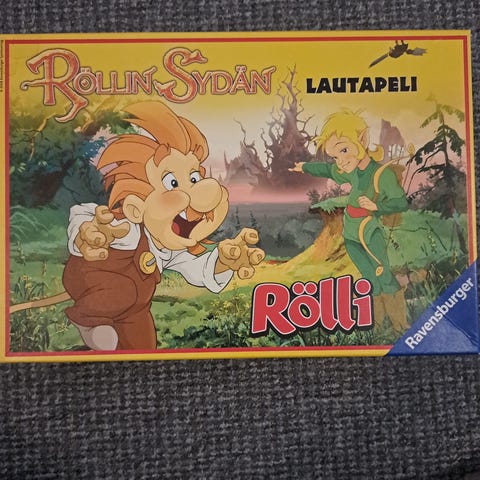 RÖLLIN SYDÄN
LAUTAPELI
Rölli
Ravensburger